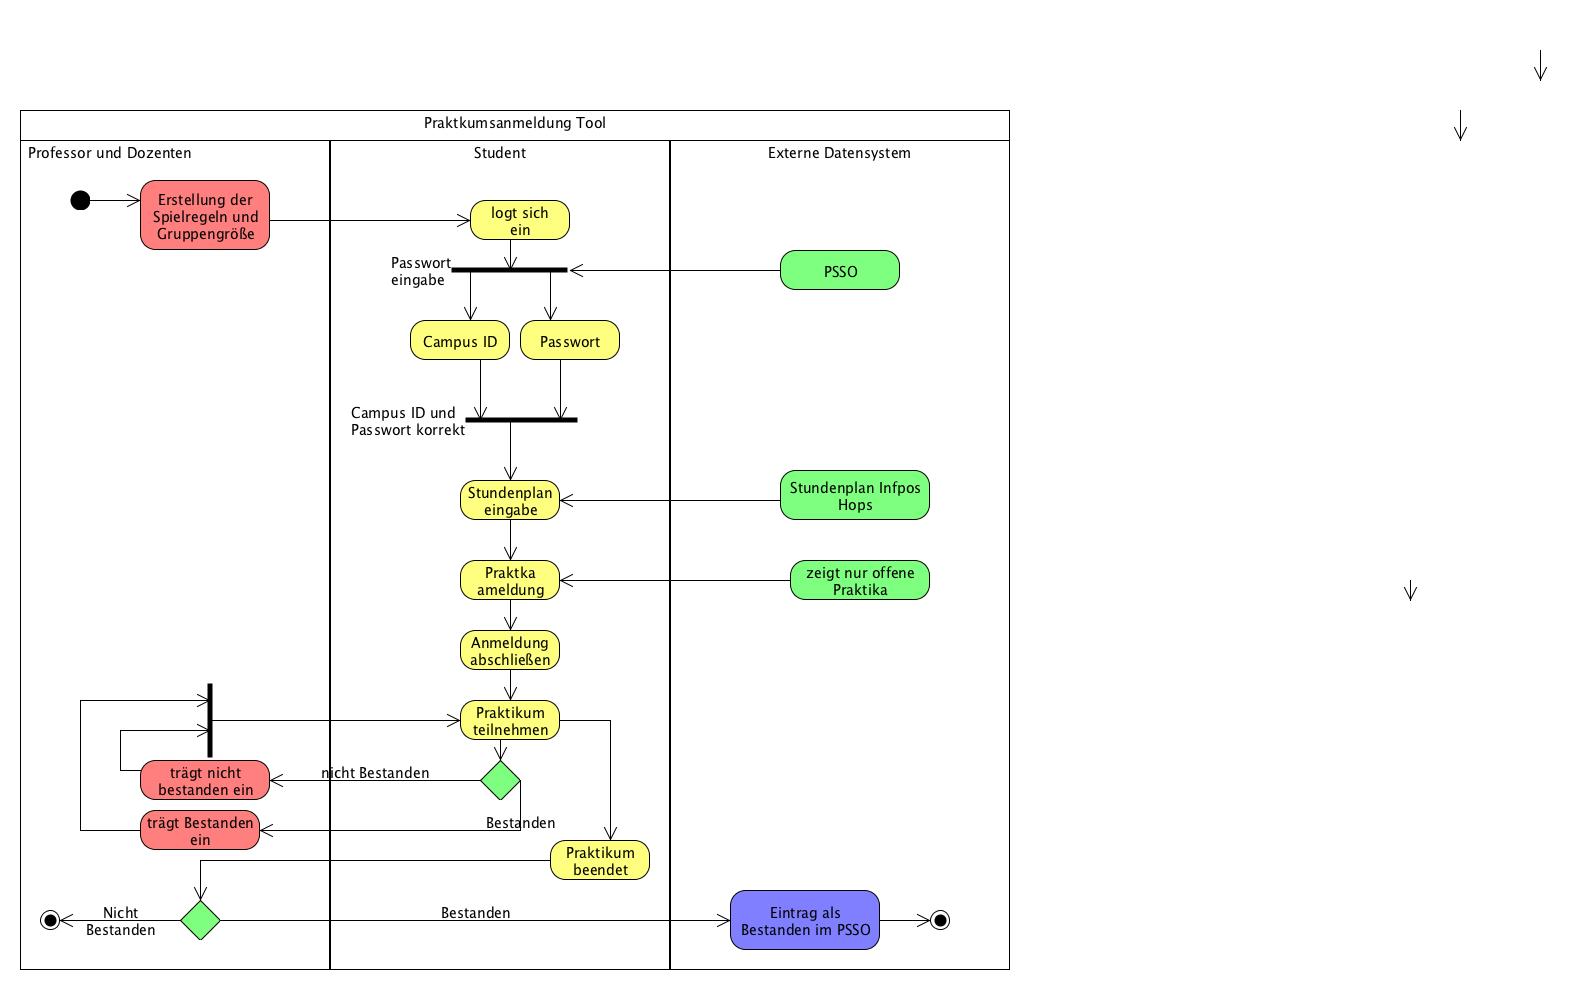 Praktkumsanmeldung Tool
Professor und Dozenten
Student
Externe Datensystem
Erstellung der
Spielregeln und
Gruppengröße
logt sich
ein
Passwort
eingabe
PSSO
Campus ID
Passwort
Campus ID und
Passwort korrekt
Stundenplan
eingabe
Stundenplan Infpos
Hops
Praktka
ameldung
zeigt nur offene
Praktika
Anmeldung
abschließen
Praktikum
teilnehmen
nicht Bestanden
trägt nicht
bestanden ein
Bestanden
trägt Bestanden
ein
Praktikum
beendet
Nicht
Bestanden
Bestanden
Eintrag als
Bestanden im PSSO